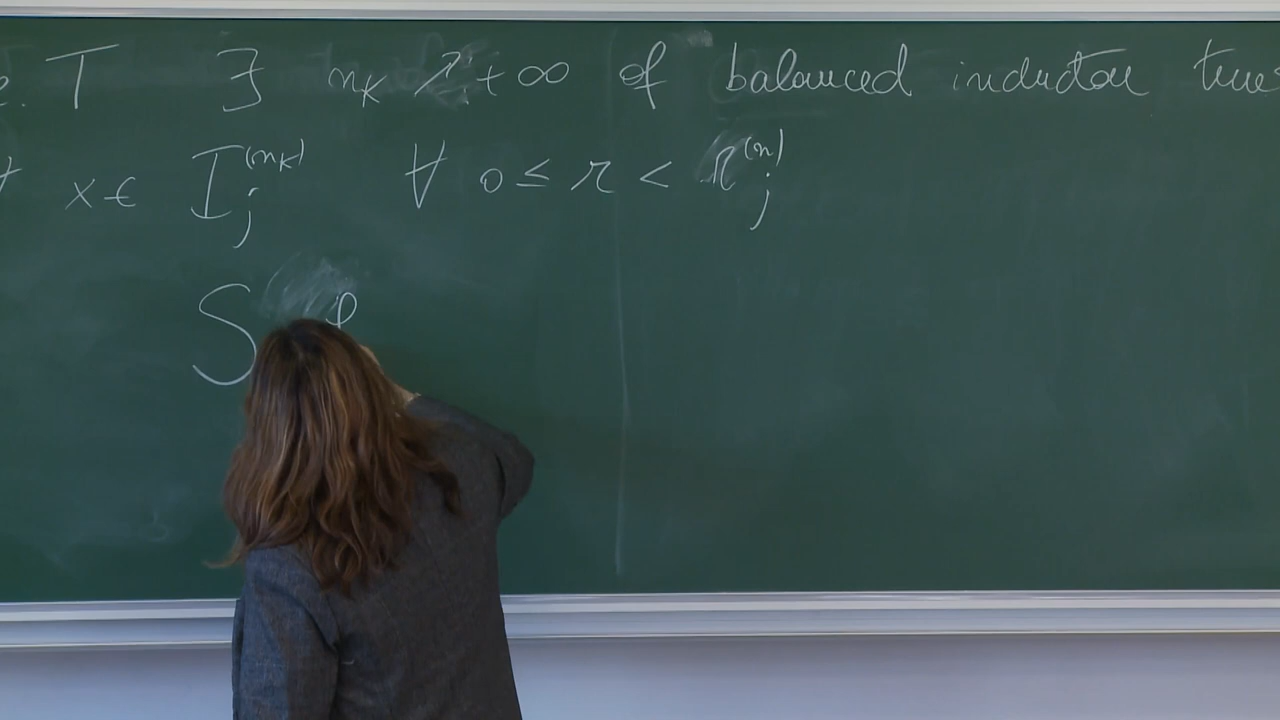 e. T ∃ n_K ↗ +∞ of balanced induction times
∀ x ∈ I_j^(n_K) ∀ 0 ≤ r < r_j^(n)
S φ